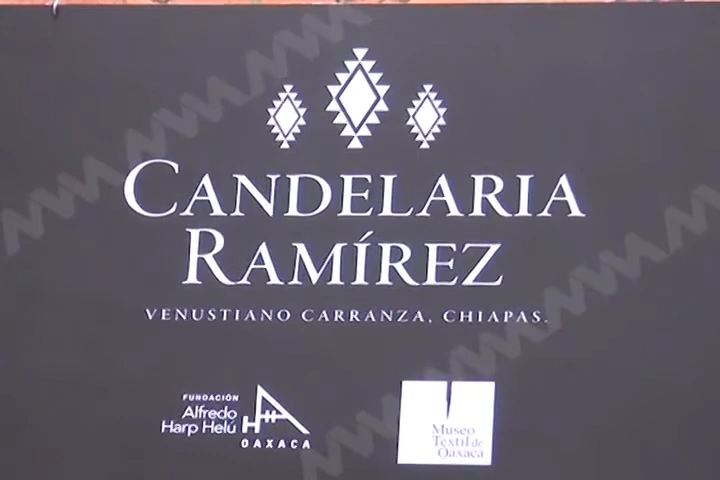 CANDELARIA
RAMÍREZ
VENUSTIANO CARRANZA, CHIAPAS.
FUNDACIÓN
Alfredo
Harp Helú
OAXACA
Museo
Textil de
Oaxaca